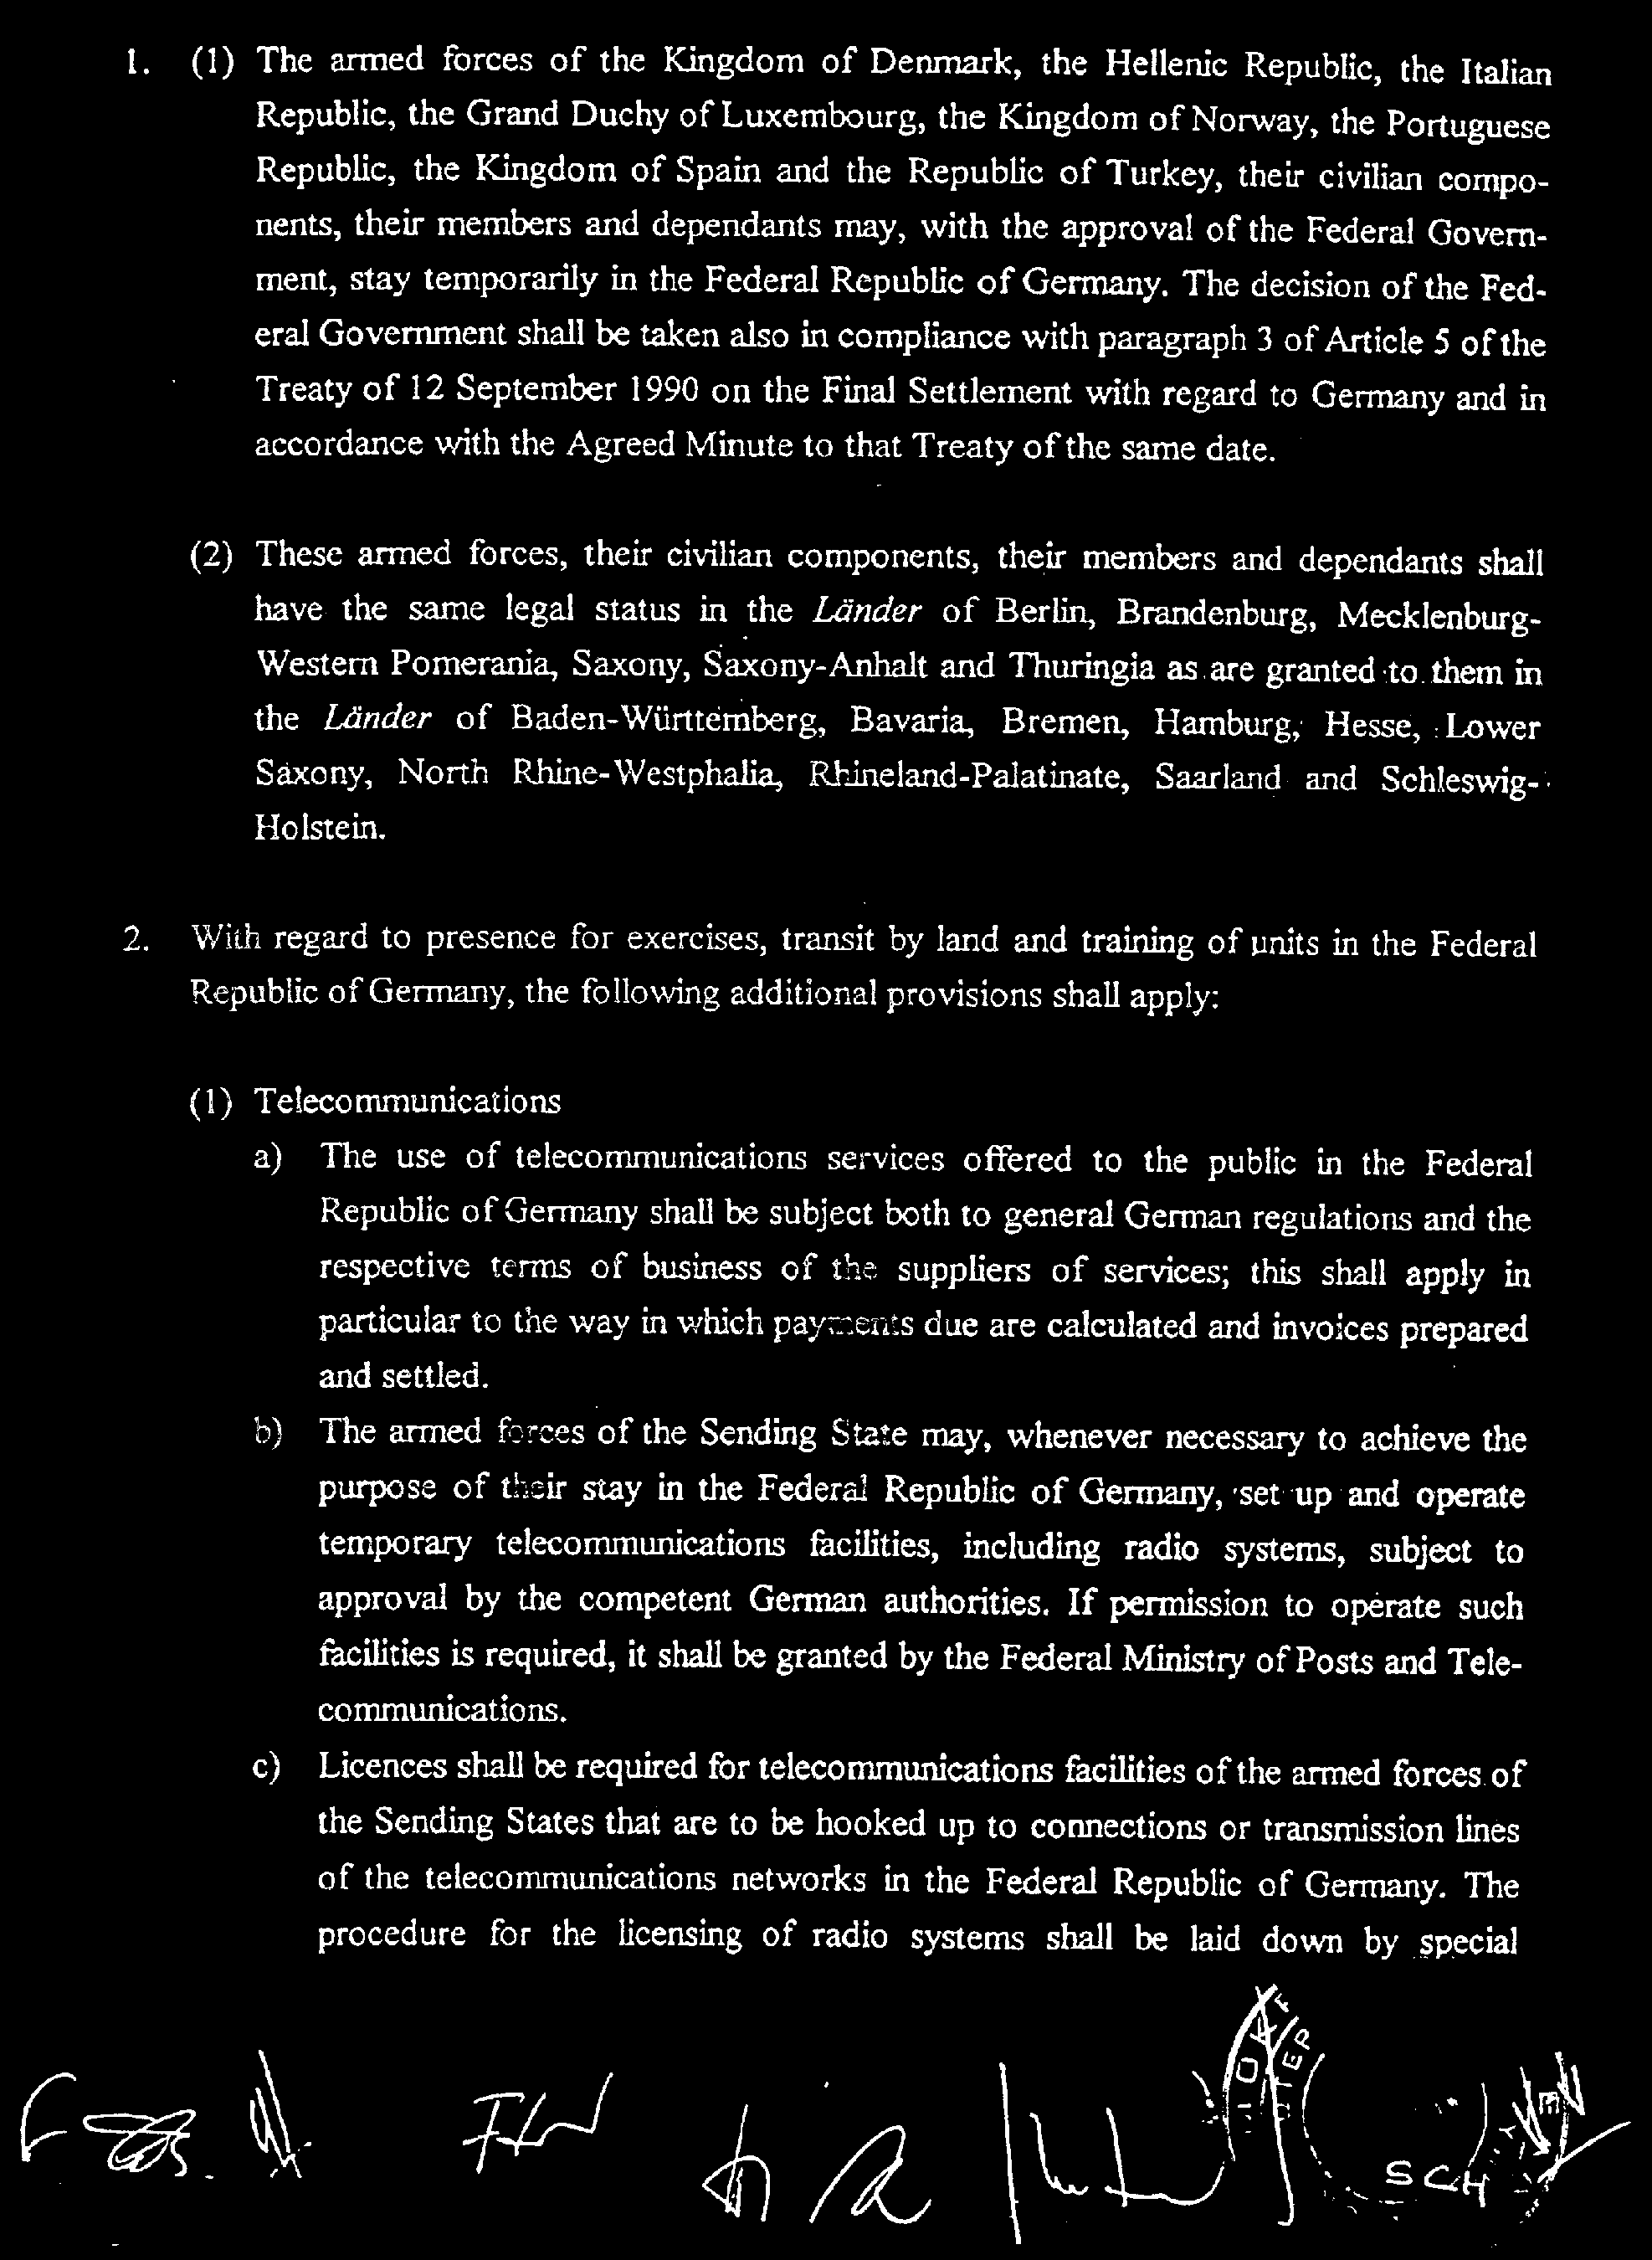 1. (1) The armed forces of the Kingdom of Denmark, the Hellenic Republic, the Italian
Republic, the Grand Duchy of Luxembourg, the Kingdom of Norway, the Portuguese
Republic, the Kingdom of Spain and the Republic of Turkey, their civilian compo-
nents, their members and dependants may, with the approval of the Federal Govern-
ment, stay temporarily in the Federal Republic of Germany. The decision of the Fed-
eral Government shall be taken also in compliance with paragraph 3 of Article 5 of the
Treaty of 12 September 1990 on the Final Settlement with regard to Germany and in
accordance with the Agreed Minute to that Treaty of the same date.
(2) These armed forces, their civilian components, their members and dependants shall
have the same legal status in the Länder of Berlin, Brandenburg, Mecklenburg-
Western Pomerania, Saxony, Saxony-Anhalt and Thuringia as are granted to them in
the Länder of Baden-Württemberg, Bavaria, Bremen, Hamburg, Hesse, Lower
Saxony, North Rhine-Westphalia, Rhineland-Palatinate, Saarland and Schleswig-
Holstein.
2. With regard to presence for exercises, transit by land and training of units in the Federal
Republic of Germany, the following additional provisions shall apply:
(1) Telecommunications
a) The use of telecommunications services offered to the public in the Federal
Republic of Germany shall be subject both to general German regulations and the
respective terms of business of the suppliers of services; this shall apply in
particular to the way in which payments due are calculated and invoices prepared
and settled.
b) The armed forces of the Sending State may, whenever necessary to achieve the
purpose of their stay in the Federal Republic of Germany, set up and operate
temporary telecommunications facilities, including radio systems, subject to
approval by the competent German authorities. If permission to operate such
facilities is required, it shall be granted by the Federal Ministry of Posts and Tele-
communications.
c) Licences shall be required for telecommunications facilities of the armed forces of
the Sending States that are to be hooked up to connections or transmission lines
of the telecommunications networks in the Federal Republic of Germany. The
procedure for the licensing of radio systems shall be laid down by special